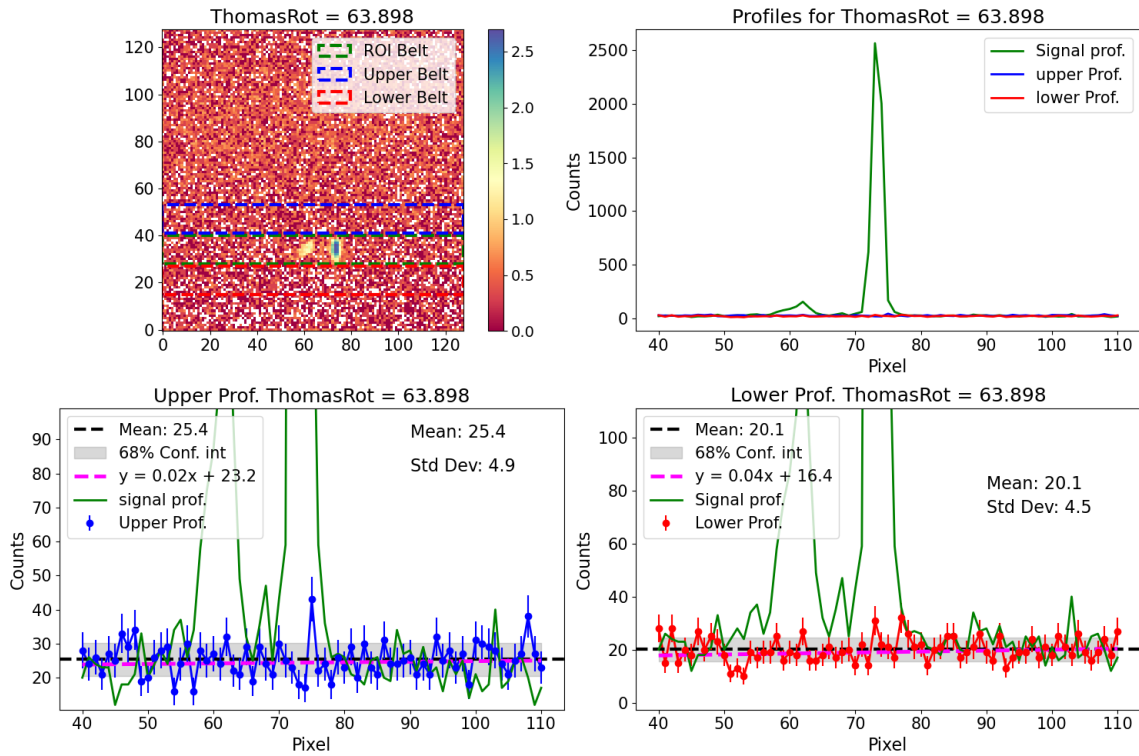 ThomasRot = 63.898
ROI Belt
Upper Belt
Lower Belt
120
100
80
60
40
20
0
0 20 40 60 80 100 120
2.5
2.0
1.5
1.0
0.5
0.0
Profiles for ThomasRot = 63.898
Signal prof.
upper Prof.
lower Prof.
Counts
2500
2000
1500
1000
500
0
40 50 60 70 80 90 100 110
Pixel
Upper Prof. ThomasRot = 63.898
Mean: 25.4
68% Conf. int
y = 0.02x + 23.2
signal prof.
Upper Prof.
Mean: 25.4
Std Dev: 4.9
Counts
90
80
70
60
50
40
30
20
40 50 60 70 80 90 100 110
Pixel
Lower Prof. ThomasRot = 63.898
Mean: 20.1
68% Conf. int
y = 0.04x + 16.4
Signal prof.
Lower Prof.
Mean: 20.1
Std Dev: 4.5
Counts
100
80
60
40
20
0
40 50 60 70 80 90 100 110
Pixel